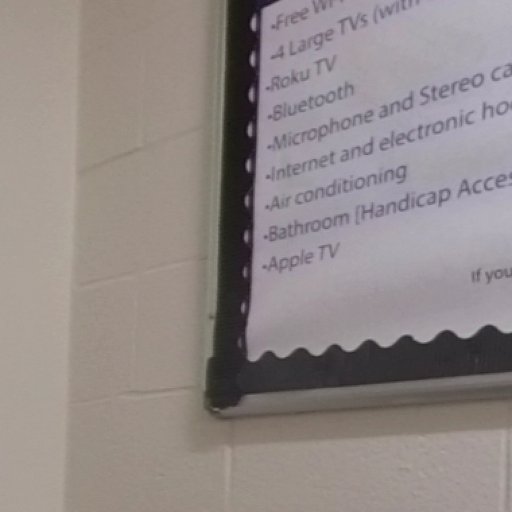 •Free
•4 Large TVs (with
•Roku TV
•Bluetooth
•Microphone and Stereo
•Internet and electronic
•Air conditioning
•Bathroom [Handicap
•Apple TV
If you